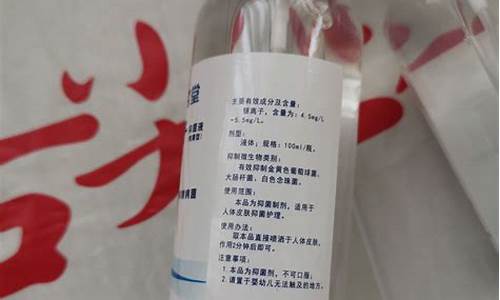 主要有效成分及含量：
银离子，含量为：4.5mg/L
~5.5mg/L。
剂型：
液体；规格：100ml/瓶。
抑制微生物类别：
有效抑制金黄色葡萄球菌、
大肠杆菌、白色念珠菌。
使用范围：
本品为抑菌制剂，适用于
人体皮肤抑菌护理。
使用办法：
取本品直接喷洒于人体皮肤，
作用2分钟后即可。
注意事项：
1、本品为抑菌剂，不可口服；
2、请置于婴幼儿无法触及的地方。
堂
抑菌液